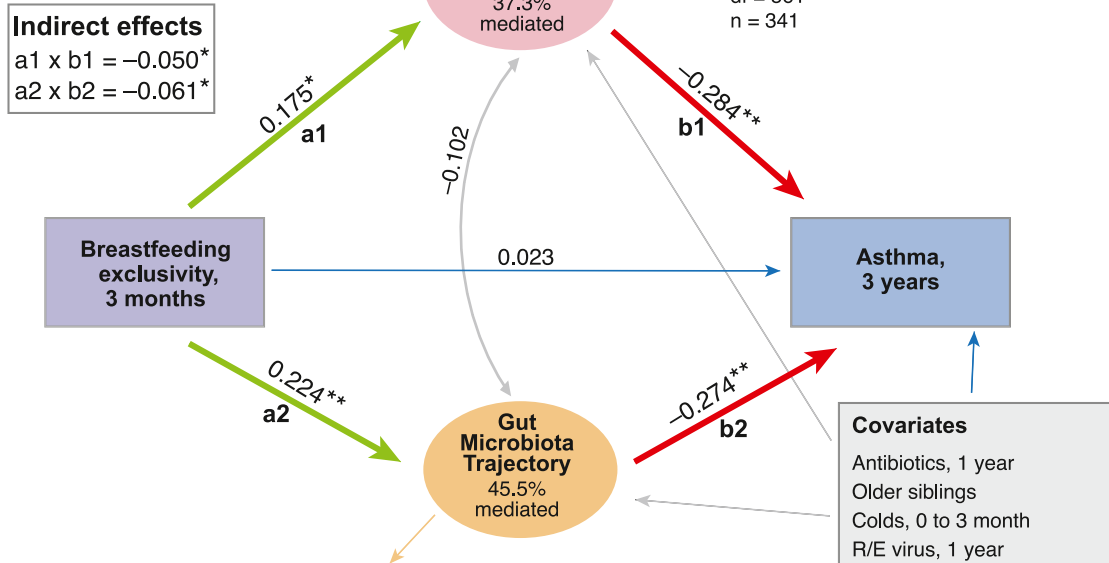 Indirect effects
a1 x b1 = –0.050*
a2 x b2 = –0.061*
37.3%
mediated
n = 341
0.175*
a1
–0.284**
b1
–0.102
Breastfeeding
exclusivity,
3 months
0.023
Asthma,
3 years
0.224**
a2
–0.274**
b2
Gut
Microbiota
Trajectory
45.5%
mediated
Covariates
Antibiotics, 1 year
Older siblings
Colds, 0 to 3 month
R/E virus, 1 year